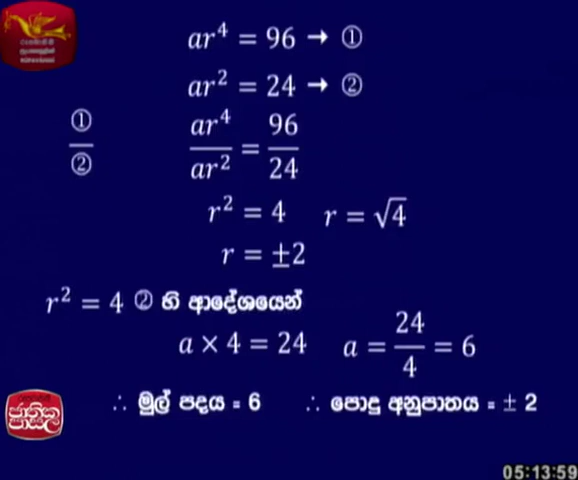 ar⁴ = 96 → ①
ar² = 24 → ②
①/② ar⁴/ar² = 96/24
r² = 4 r = √4
r = ±2
r² = 4 ② හි ආදේශයෙන්
a × 4 = 24 a = 24/4 = 6
∴ මුල් පදය = 6 ∴ පොදු අනුපාතය = ± 2
ජාතික
පාසල
05:13:59